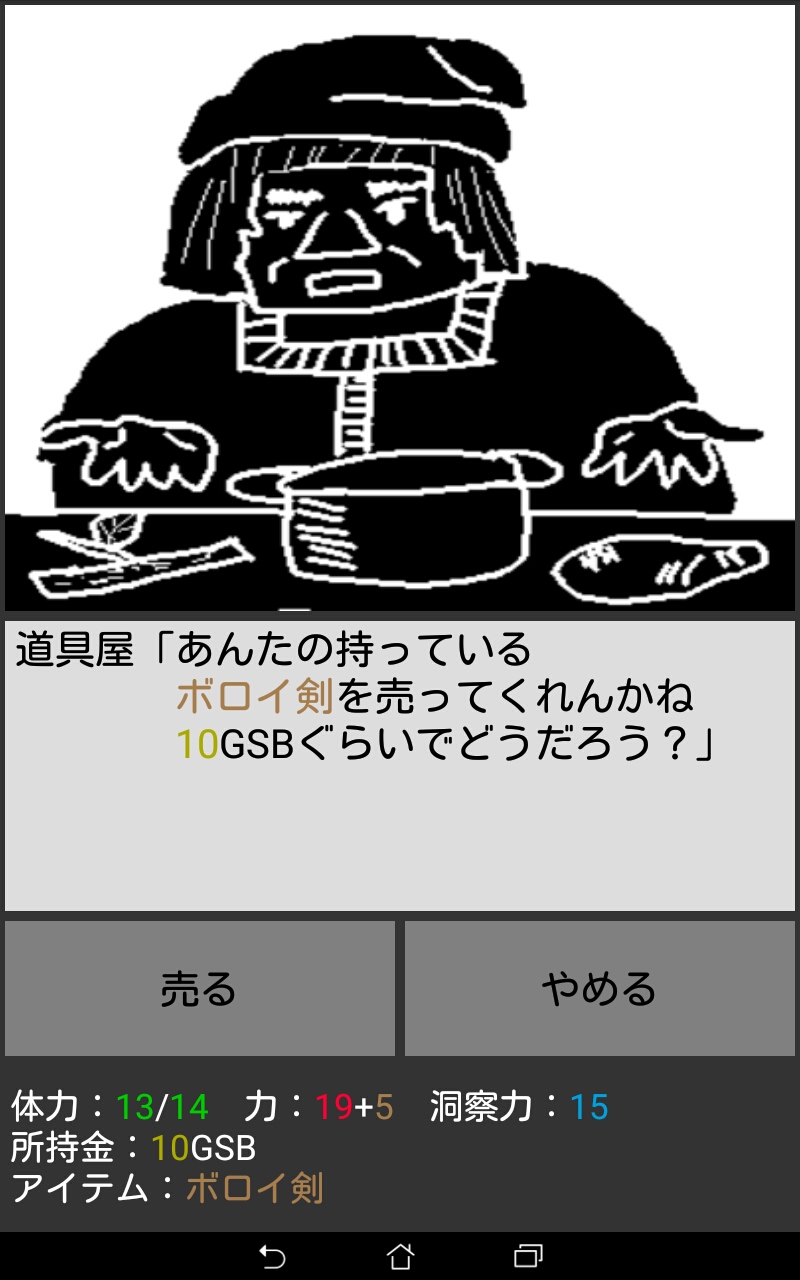 道具屋「あんたの持っている
ボロイ剣を売ってくれんかね
10GSBぐらいでどうだろう？」
売る
やめる
体力：13/14 力：19+5 洞察力：15
所持金：10GSB
アイテム：ボロイ剣